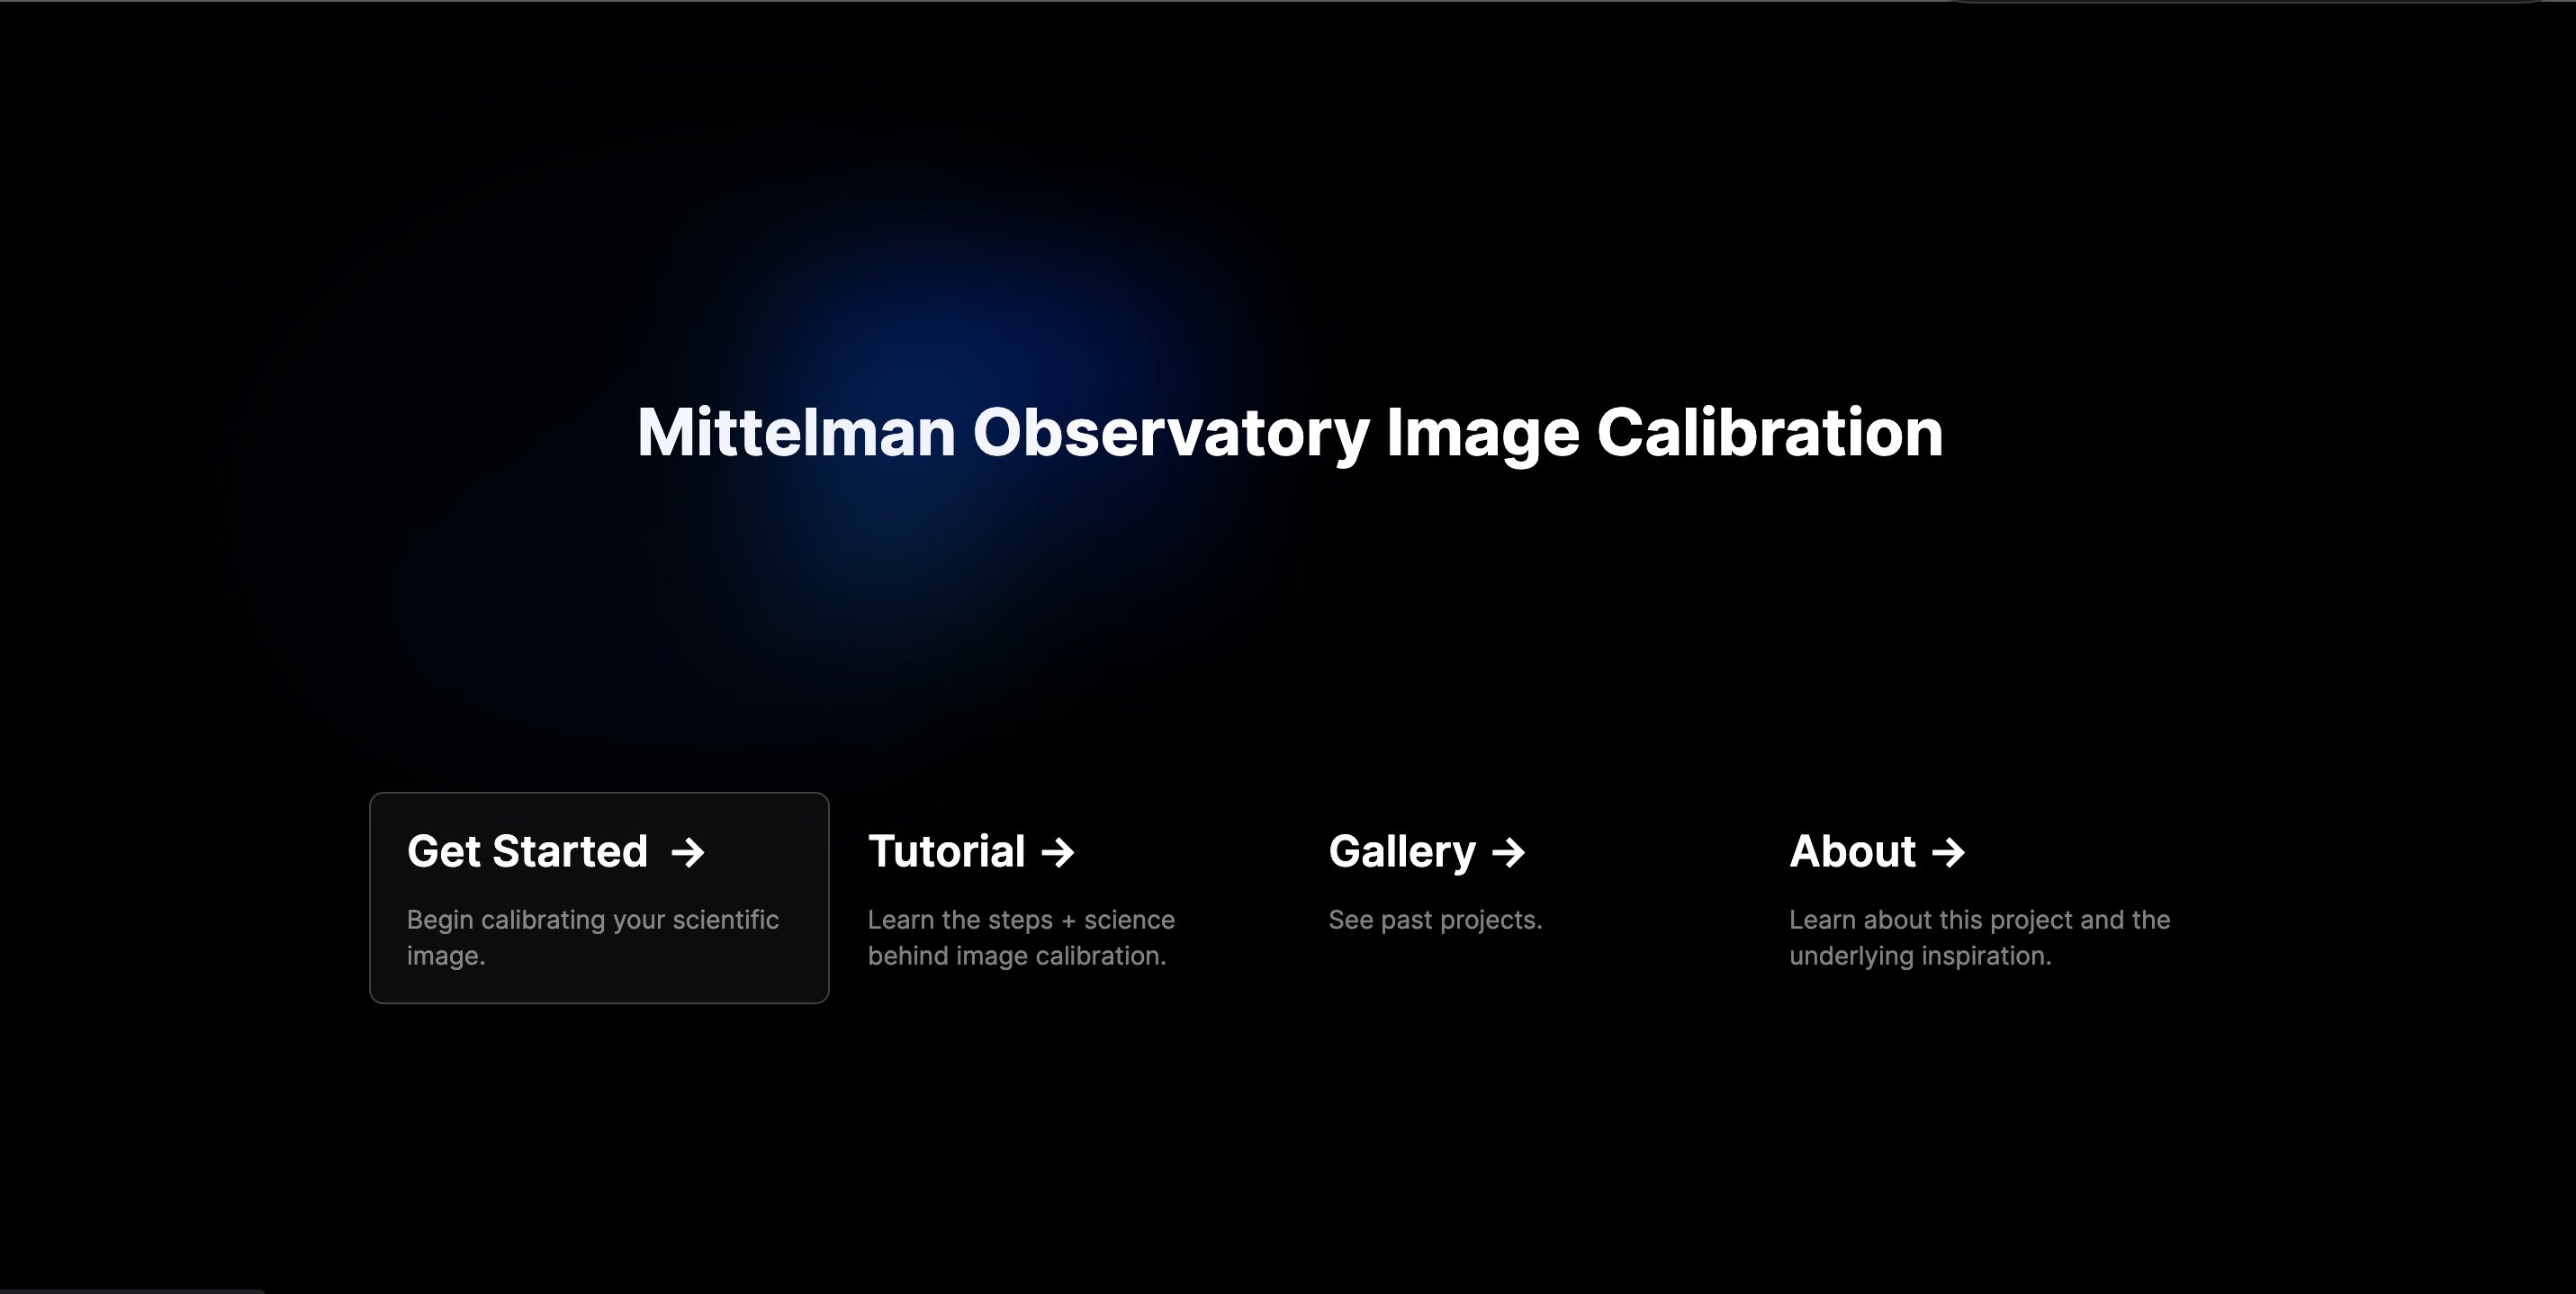 Mittelman Observatory Image Calibration
Get Started →
Begin calibrating your scientific
image.
Tutorial →
Learn the steps + science
behind image calibration.
Gallery →
See past projects.
About →
Learn about this project and the
underlying inspiration.